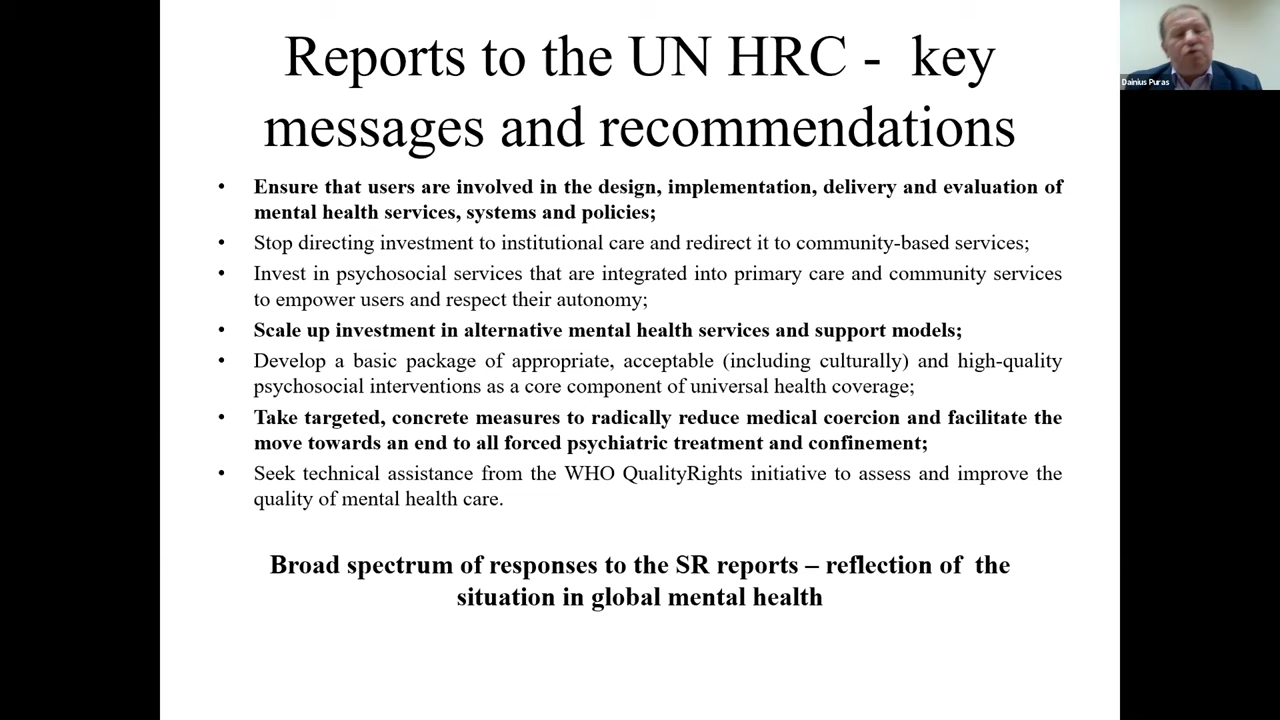 Reports to the UN HRC -  key
messages and recommendations
• Ensure that users are involved in the design, implementation, delivery and evaluation of
mental health services, systems and policies;
• Stop directing investment to institutional care and redirect it to community-based services;
• Invest in psychosocial services that are integrated into primary care and community services
to empower users and respect their autonomy;
• Scale up investment in alternative mental health services and support models;
• Develop a basic package of appropriate, acceptable (including culturally) and high-quality
psychosocial interventions as a core component of universal health coverage;
• Take targeted, concrete measures to radically reduce medical coercion and facilitate the
move towards an end to all forced psychiatric treatment and confinement;
• Seek technical assistance from the WHO QualityRights initiative to assess and improve the
quality of mental health care.
Broad spectrum of responses to the SR reports – reflection of  the
situation in global mental health
Dainius Puras